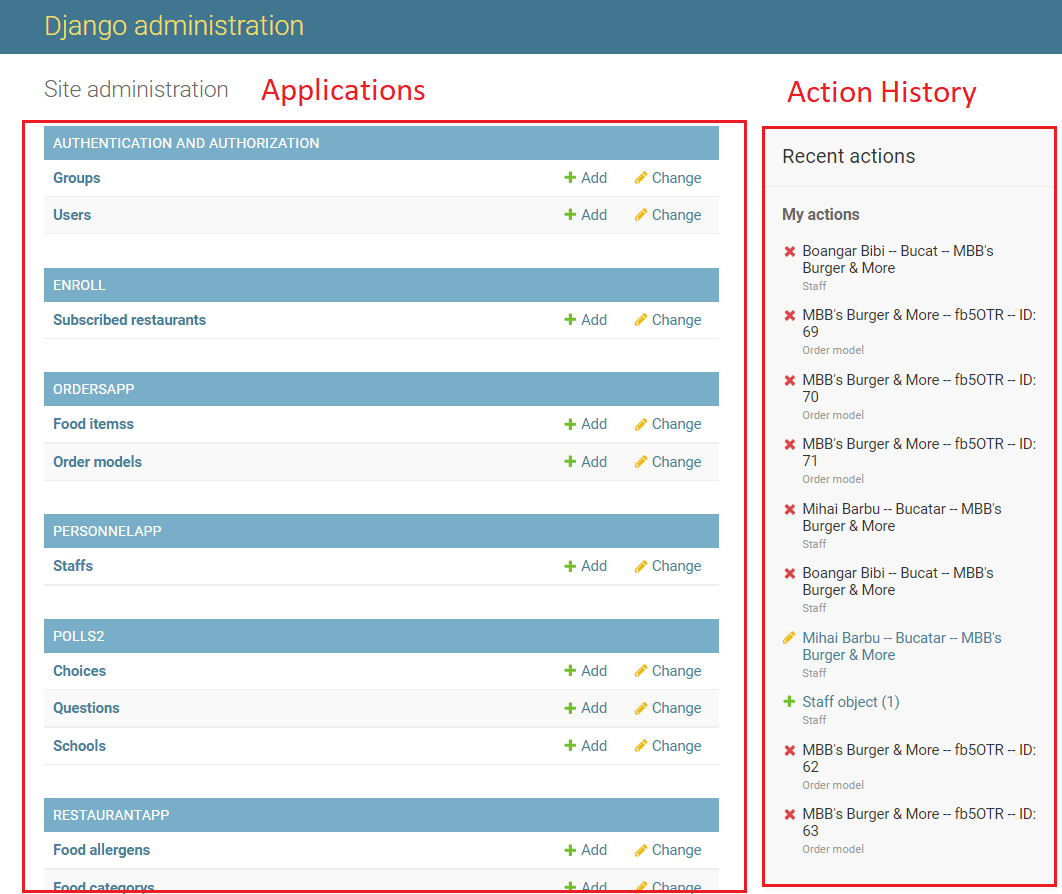 Django administration
Site administration
Applications
AUTHENTICATION AND AUTHORIZATION
Groups Add Change
Users Add Change
ENROLL
Subscribed restaurants Add Change
ORDERSAPP
Food itemss Add Change
Order models Add Change
PERSONNELAPP
Staffs Add Change
POLLS2
Choices Add Change
Questions Add Change
Schools Add Change
RESTAURANTAPP
Food allergens Add Change
Food categorys Add Change
Action History
Recent actions
My actions
Boangar Bibi -- Bucat -- MBB's
Burger & More
Staff
MBB's Burger & More -- fb5OTR -- ID:
69
Order model
MBB's Burger & More -- fb5OTR -- ID:
70
Order model
MBB's Burger & More -- fb5OTR -- ID:
71
Order model
Mihai Barbu -- Bucatar -- MBB's
Burger & More
Staff
Boangar Bibi -- Bucat -- MBB's
Burger & More
Staff
Mihai Barbu -- Bucatar -- MBB's
Burger & More
Staff
Staff object (1)
Staff
MBB's Burger & More -- fb5OTR -- ID:
62
Order model
MBB's Burger & More -- fb5OTR -- ID:
63
Order model